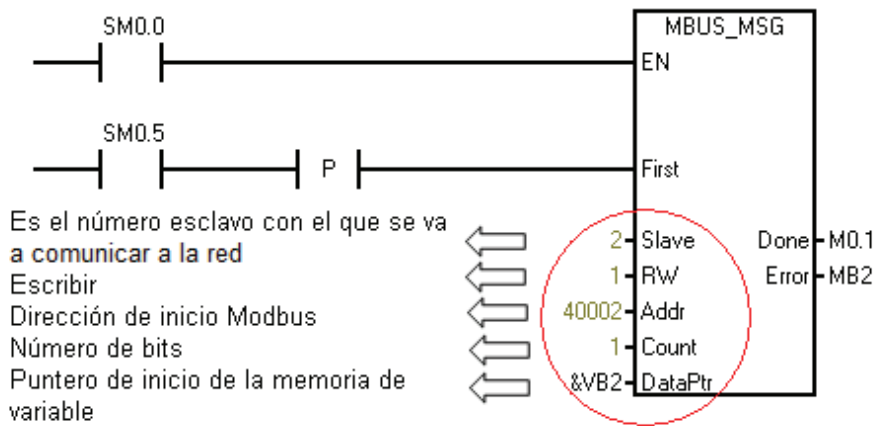 SM0.0
MBUS_MSG
EN
SM0.5
P
First
Es el número esclavo con el que se va
a comunicar a la red
2 Slave Done M0.1
Escribir
1 RW Error MB2
Dirección de inicio Modbus
40002 Addr
Número de bits
1 Count
Puntero de inicio de la memoria de
variable
&VB2 DataPtr